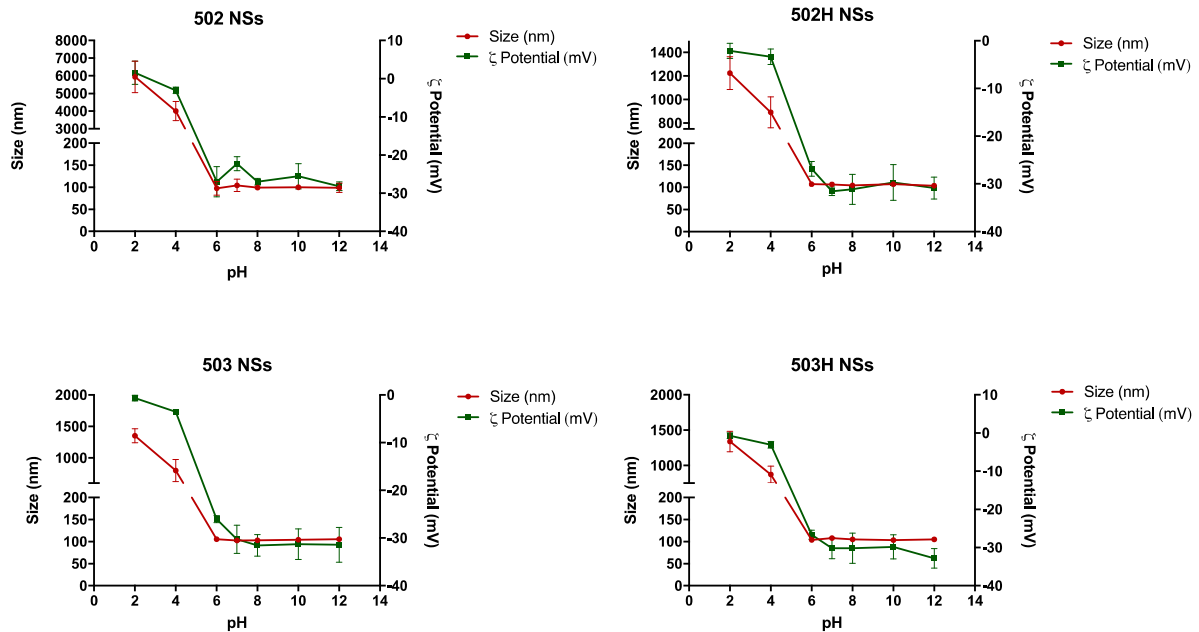 502 NSs
8000
7000
6000
5000
4000
3000
200
150
100
50
0
Size (nm)
10
0
-10
-20
-30
-40
ζ Potential (mV)
0 2 4 6 8 10 12 14
pH
Size (nm)
ζ Potential (mV)
502H NSs
1400
1200
1000
800
200
150
100
50
0
Size (nm)
0
-10
-20
-30
-40
ζ Potential (mV)
0 2 4 6 8 10 12 14
pH
Size (nm)
ζ Potential (mV)
503 NSs
2000
1500
1000
200
150
100
50
0
Size (nm)
0
-10
-20
-30
-40
ζ Potential (mV)
0 2 4 6 8 10 12 14
pH
Size (nm)
ζ Potential (mV)
503H NSs
2000
1500
1000
200
150
100
50
0
Size (nm)
10
0
-10
-20
-30
-40
ζ Potential (mV)
0 2 4 6 8 10 12 14
pH
Size (nm)
ζ Potential (mV)